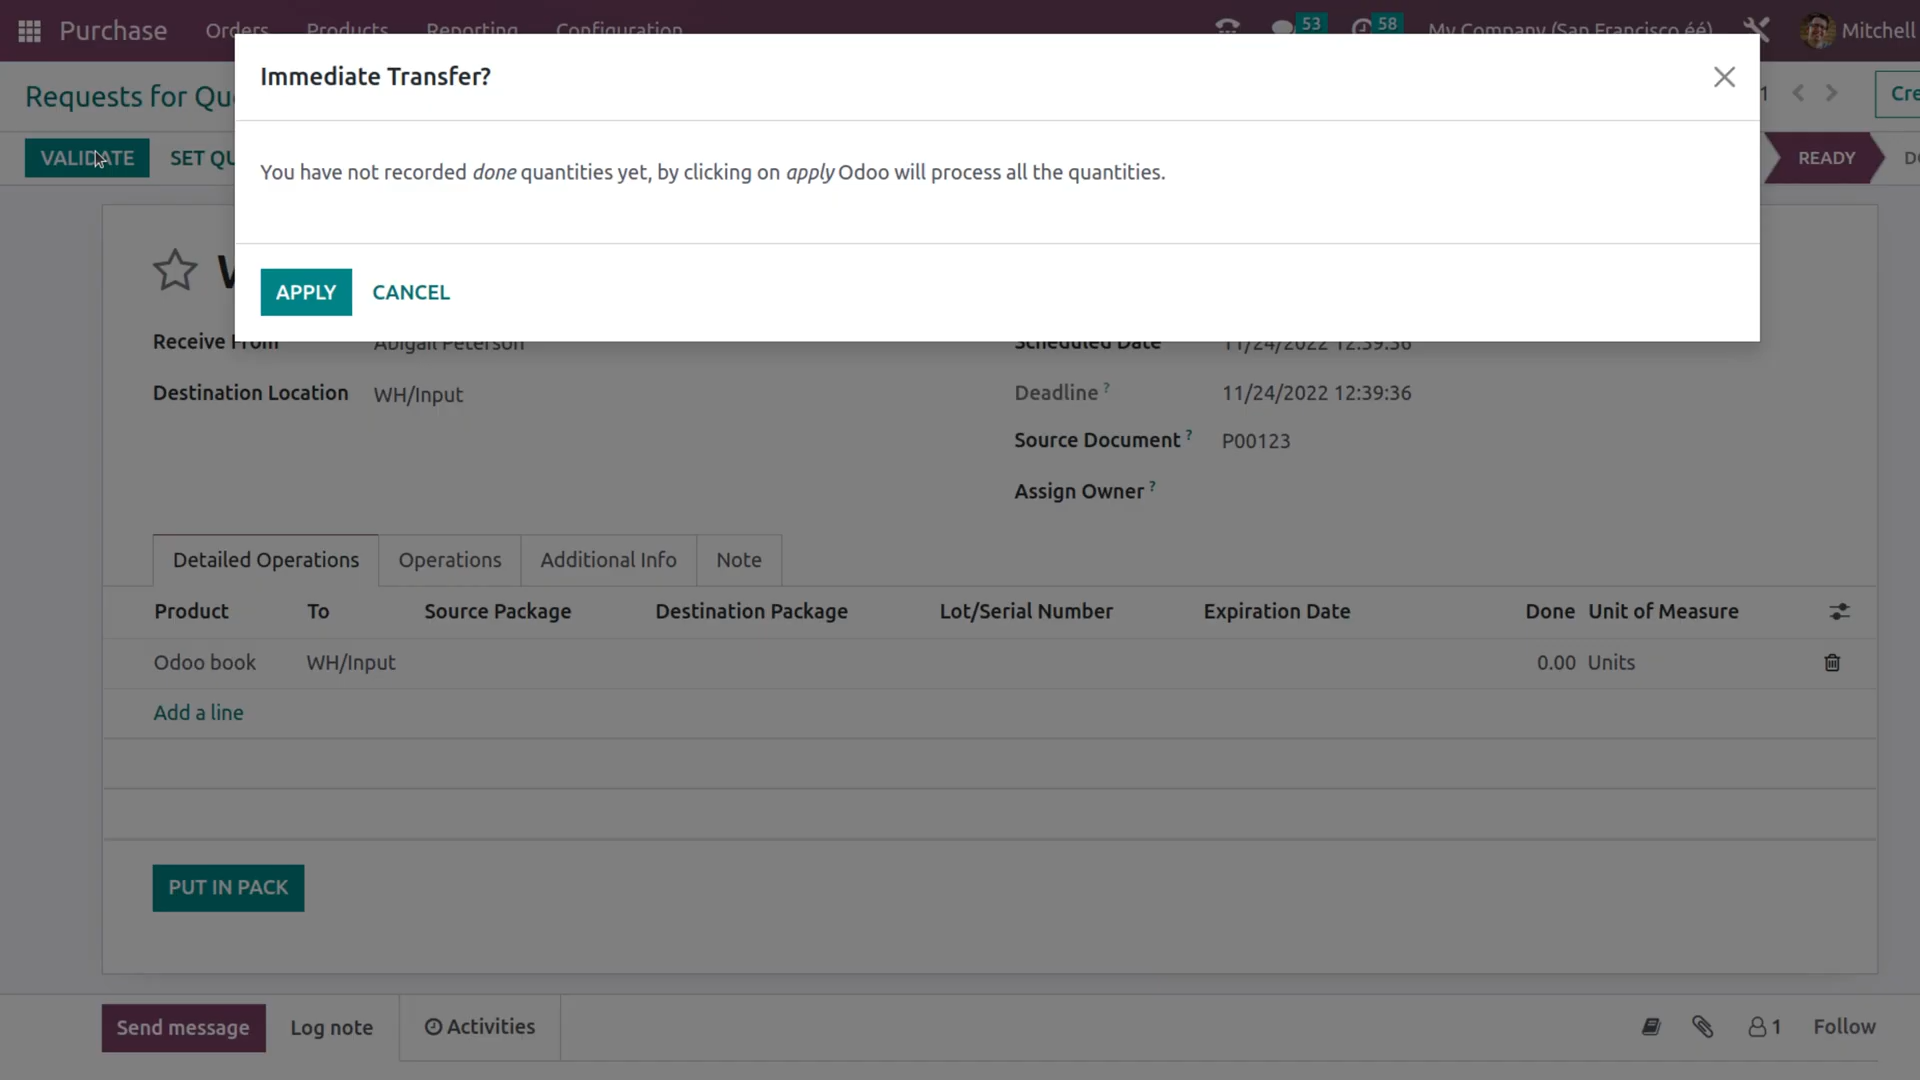 Purchase Orders Products Reporting Configuration 53 58 My Company (San Francisco éé) Mitchell
Immediate Transfer?
Requests for Qu
VALIDATE SET QU
READY
You have not recorded done quantities yet, by clicking on apply Odoo will process all the quantities.
APPLY CANCEL
Receive From Abigail Peterson Scheduled Date 11/24/2022 12:39:36
Destination Location WH/Input Deadline ? 11/24/2022 12:39:36
Source Document ? P00123
Assign Owner ?
Detailed Operations Operations Additional Info Note
Product To Source Package Destination Package Lot/Serial Number Expiration Date Done Unit of Measure
Odoo book WH/Input 0.00 Units
Add a line
PUT IN PACK
Send message Log note Activities 1 Follow